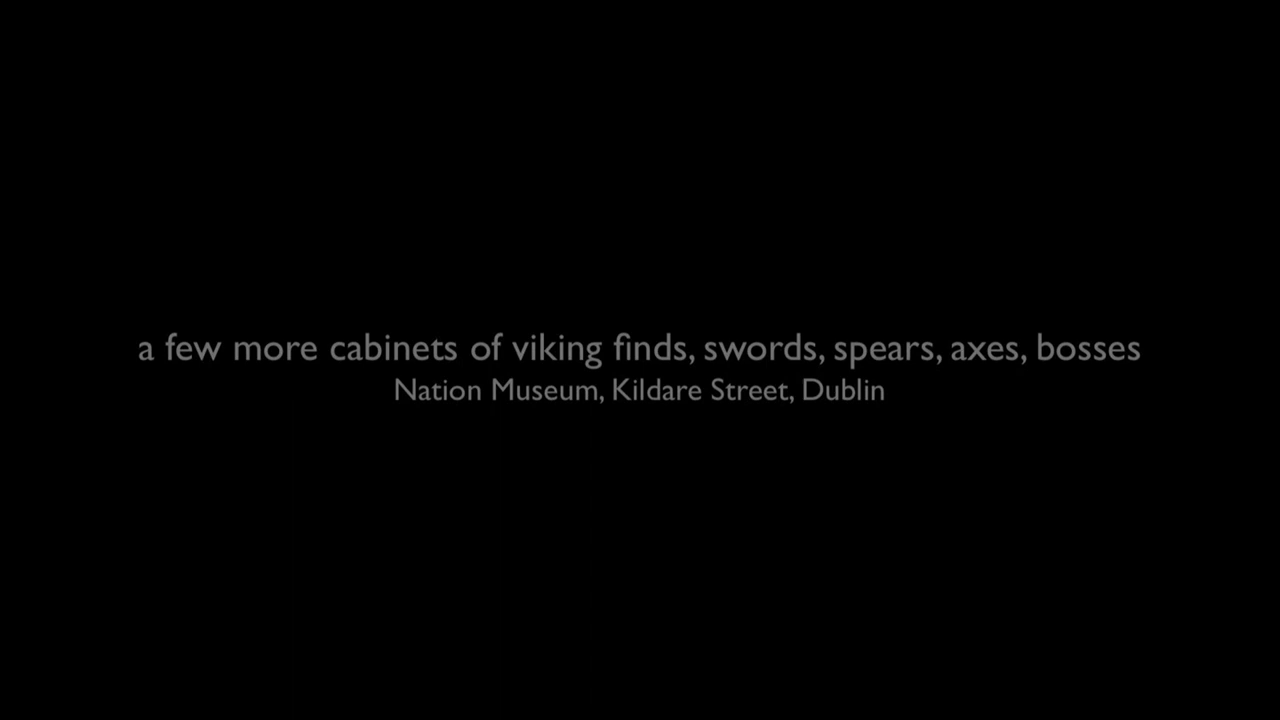 a few more cabinets of viking finds, swords, spears, axes, bosses
Nation Museum, Kildare Street, Dublin